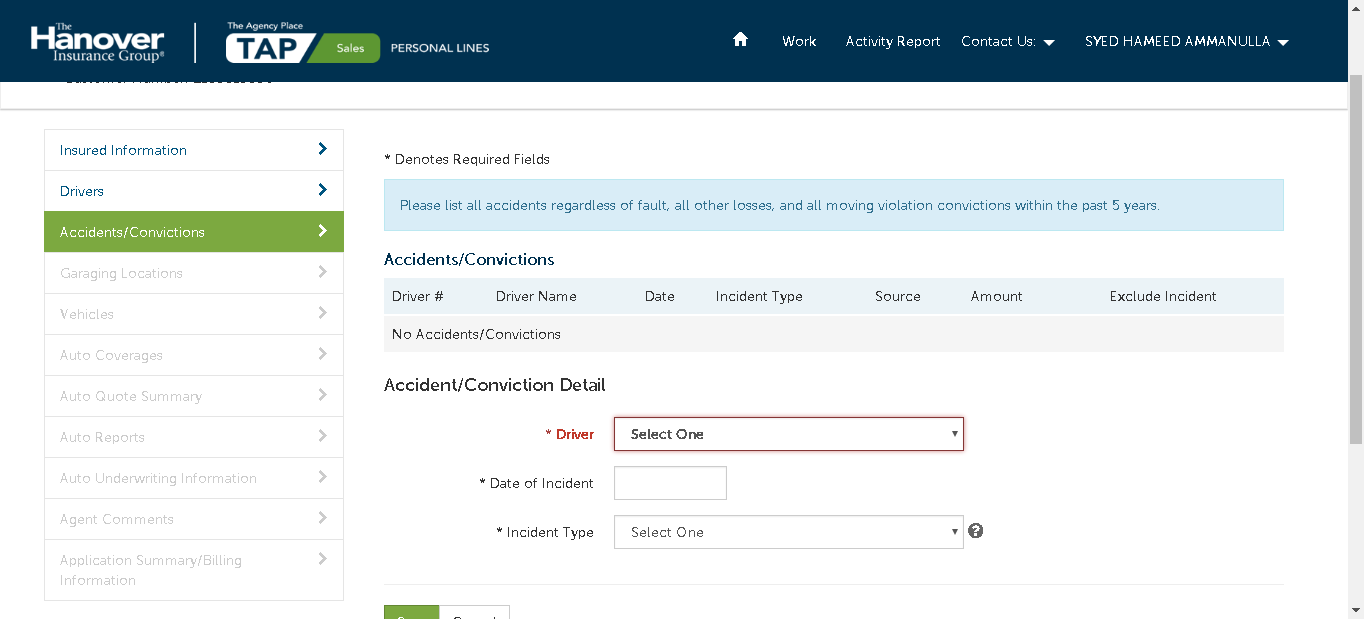 The Hanover Insurance Group®
The Agency Place
TAP Sales PERSONAL LINES
Work Activity Report Contact Us: SYED HAMEED AMMANULLA
Insured Information
Drivers
Accidents/Convictions
Garaging Locations
Vehicles
Auto Coverages
Auto Quote Summary
Auto Reports
Auto Underwriting Information
Agent Comments
Application Summary/Billing
Information
* Denotes Required Fields
Please list all accidents regardless of fault, all other losses, and all moving violation convictions within the past 5 years.
Accidents/Convictions
Driver # Driver Name Date Incident Type Source Amount Exclude Incident
No Accidents/Convictions
Accident/Conviction Detail
* Driver Select One
* Date of Incident
* Incident Type Select One ?